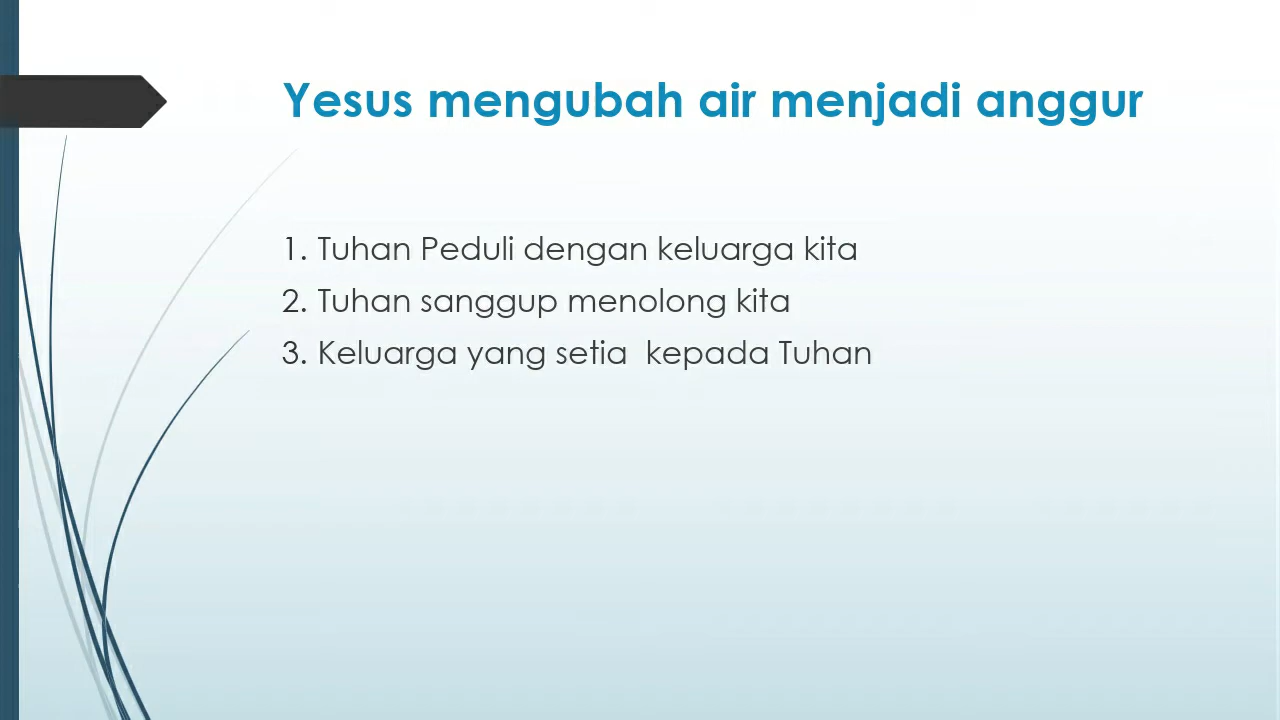 Yesus mengubah air menjadi anggur
1. Tuhan Peduli dengan keluarga kita
2. Tuhan sanggup menolong kita
3. Keluarga yang setia  kepada Tuhan